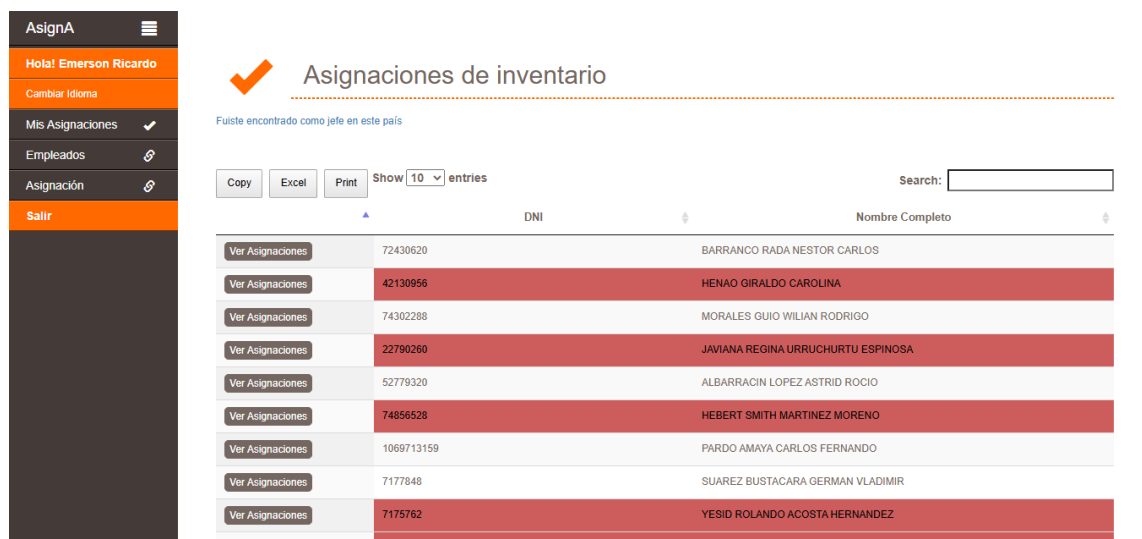 AsignA
Hola! Emerson Ricardo
Cambiar Idioma
Mis Asignaciones
Empleados
Asignación
Salir
Asignaciones de inventario
Fuiste encontrado como jefe en este país
Copy Excel Print Show 10 entries Search:
DNI Nombre Completo
Ver Asignaciones 72430620 BARRANCO RADA NESTOR CARLOS
Ver Asignaciones 42130956 HENAO GIRALDO CAROLINA
Ver Asignaciones 74302288 MORALES GUIO WILIAN RODRIGO
Ver Asignaciones 22790260 JAVIANA REGINA URRUCHURTU ESPINOSA
Ver Asignaciones 52779320 ALBARRACIN LOPEZ ASTRID ROCIO
Ver Asignaciones 74856528 HEBERT SMITH MARTINEZ MORENO
Ver Asignaciones 1069713159 PARDO AMAYA CARLOS FERNANDO
Ver Asignaciones 7177848 SUAREZ BUSTACARA GERMAN VLADIMIR
Ver Asignaciones 7175762 YESID ROLANDO ACOSTA HERNANDEZ